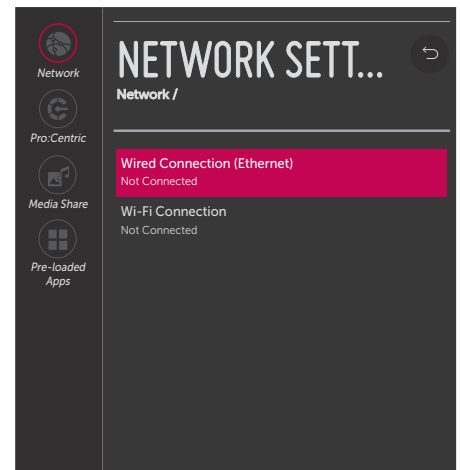 Network
Pro:Centric
Media Share
Pre-loaded
Apps
NETWORK SETT...
Network /
Wired Connection (Ethernet)
Not Connected
Wi-Fi Connection
Not Connected